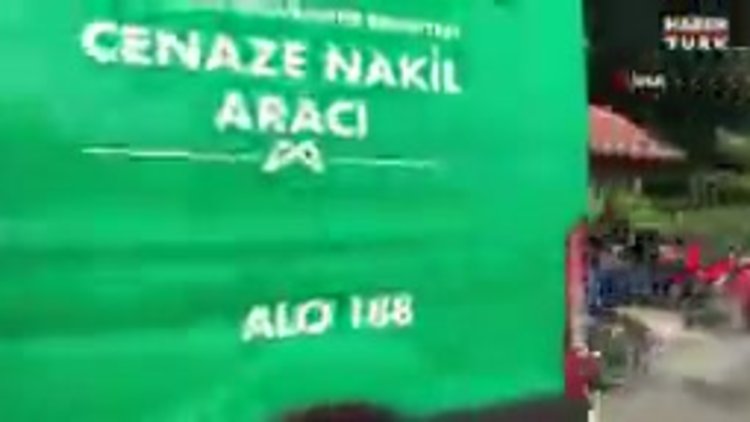 HABER
TÜRK
CENAZE NAKİL
ARACI
ALO 188